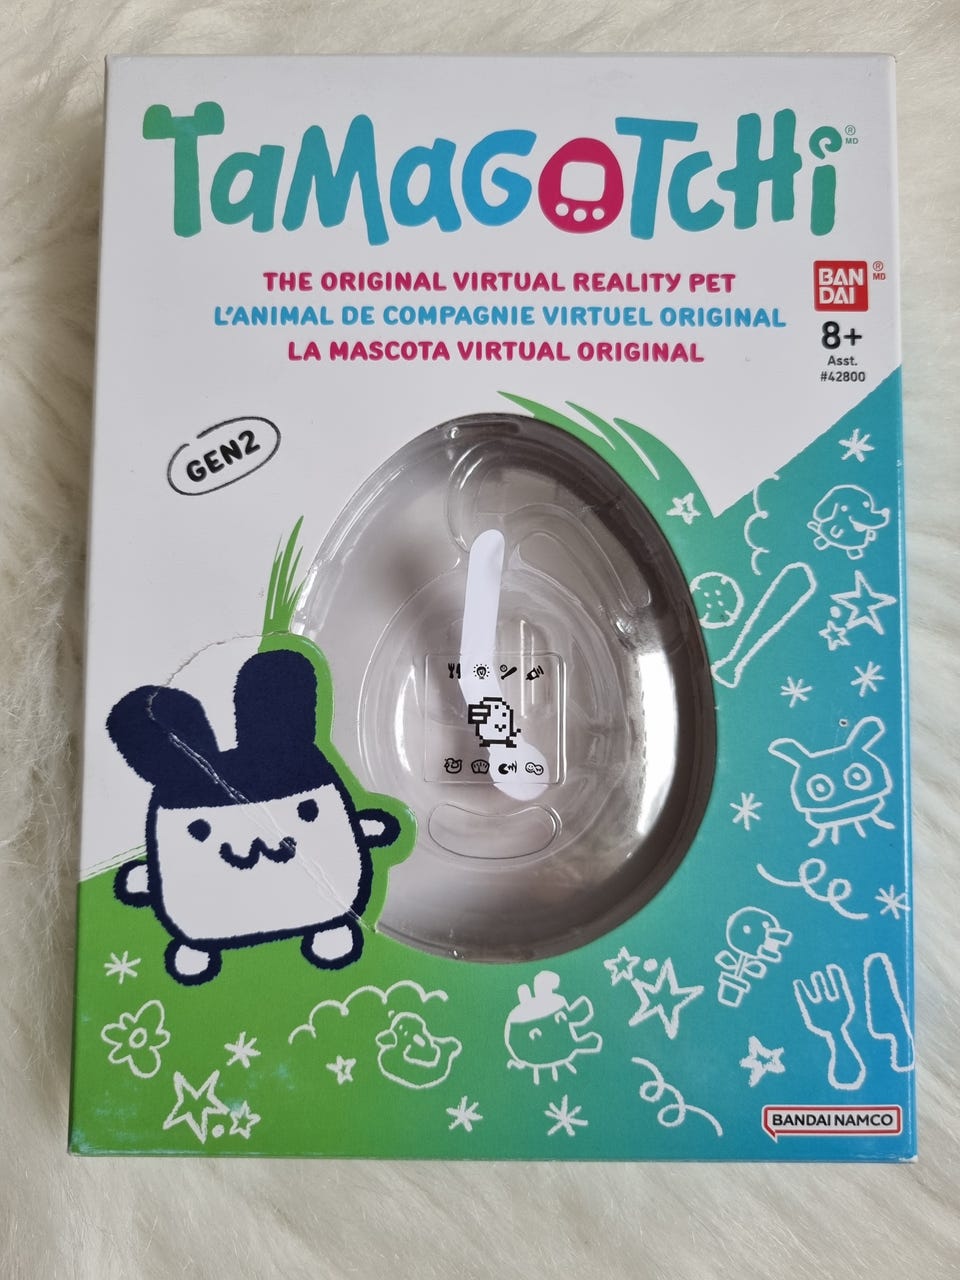 TaMaGOTCHi ® MD
THE ORIGINAL VIRTUAL REALITY PET
L'ANIMAL DE COMPAGNIE VIRTUEL ORIGINAL
LA MASCOTA VIRTUAL ORIGINAL
BAN
DAI
® MD
8+
Asst.
#42800
GEN2
BANDAI NAMCO